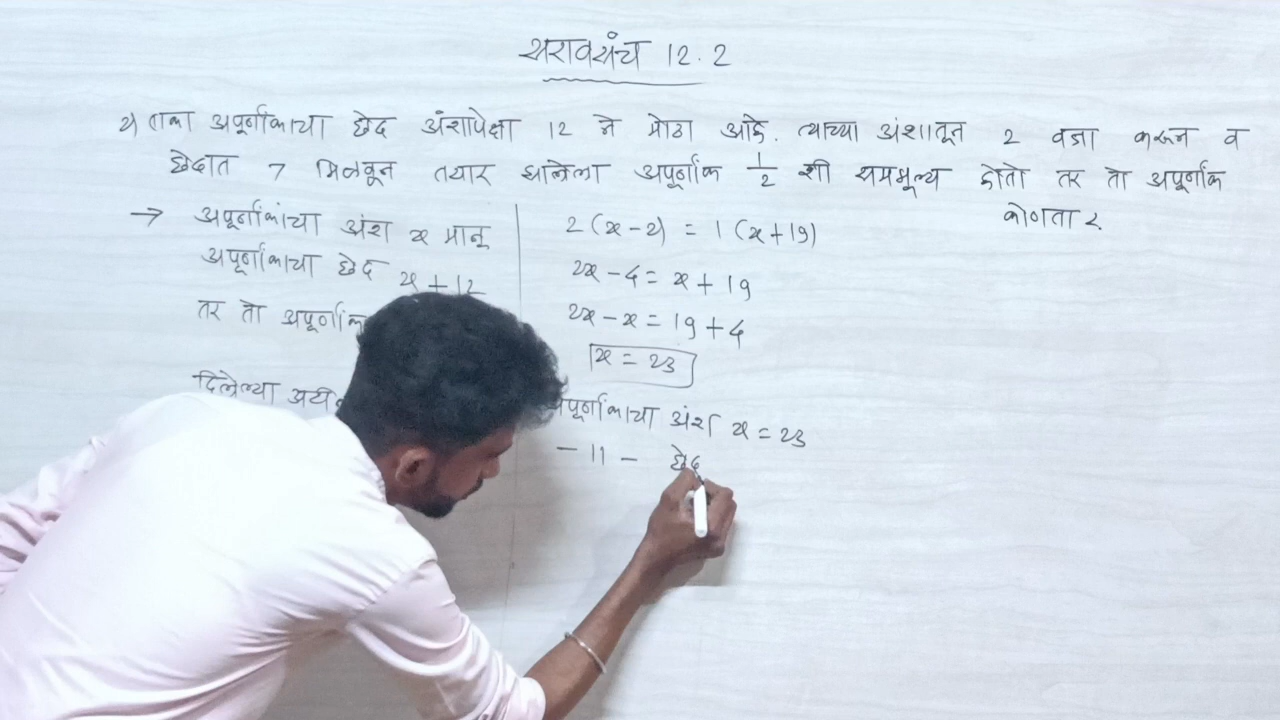 सरावसंच 12.2
२) एका अपूर्णांकाचा छेद अंशापेक्षा 12 ने मोठा आहे. त्याच्या अंशातून 2 वजा करून व
छेदात 7 मिळवून तयार झालेला अपूर्णांक 1/2 शी सममूल्य होतो तर तो अपूर्णांक
कोणता?
→ अपूर्णांकांचा अंश x मानू
अपूर्णांकाचा छेद x + 12
तर तो अपूर्णांक
दिलेल्या
2(x-2) = 1(x+19)
2x - 4 = x + 19
2x - x = 19 + 4
x = 23
अपूर्णांकाचा अंश x = 23
- 11 - छेद